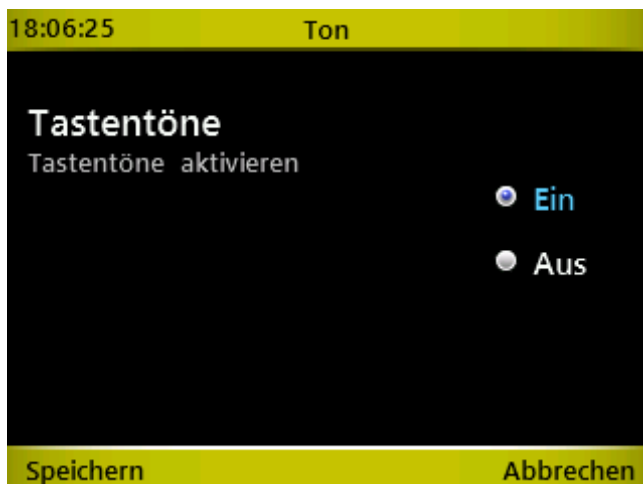 18:06:25 Ton
Tastentöne
Tastentöne aktivieren
Ein
Aus
Speichern Abbrechen